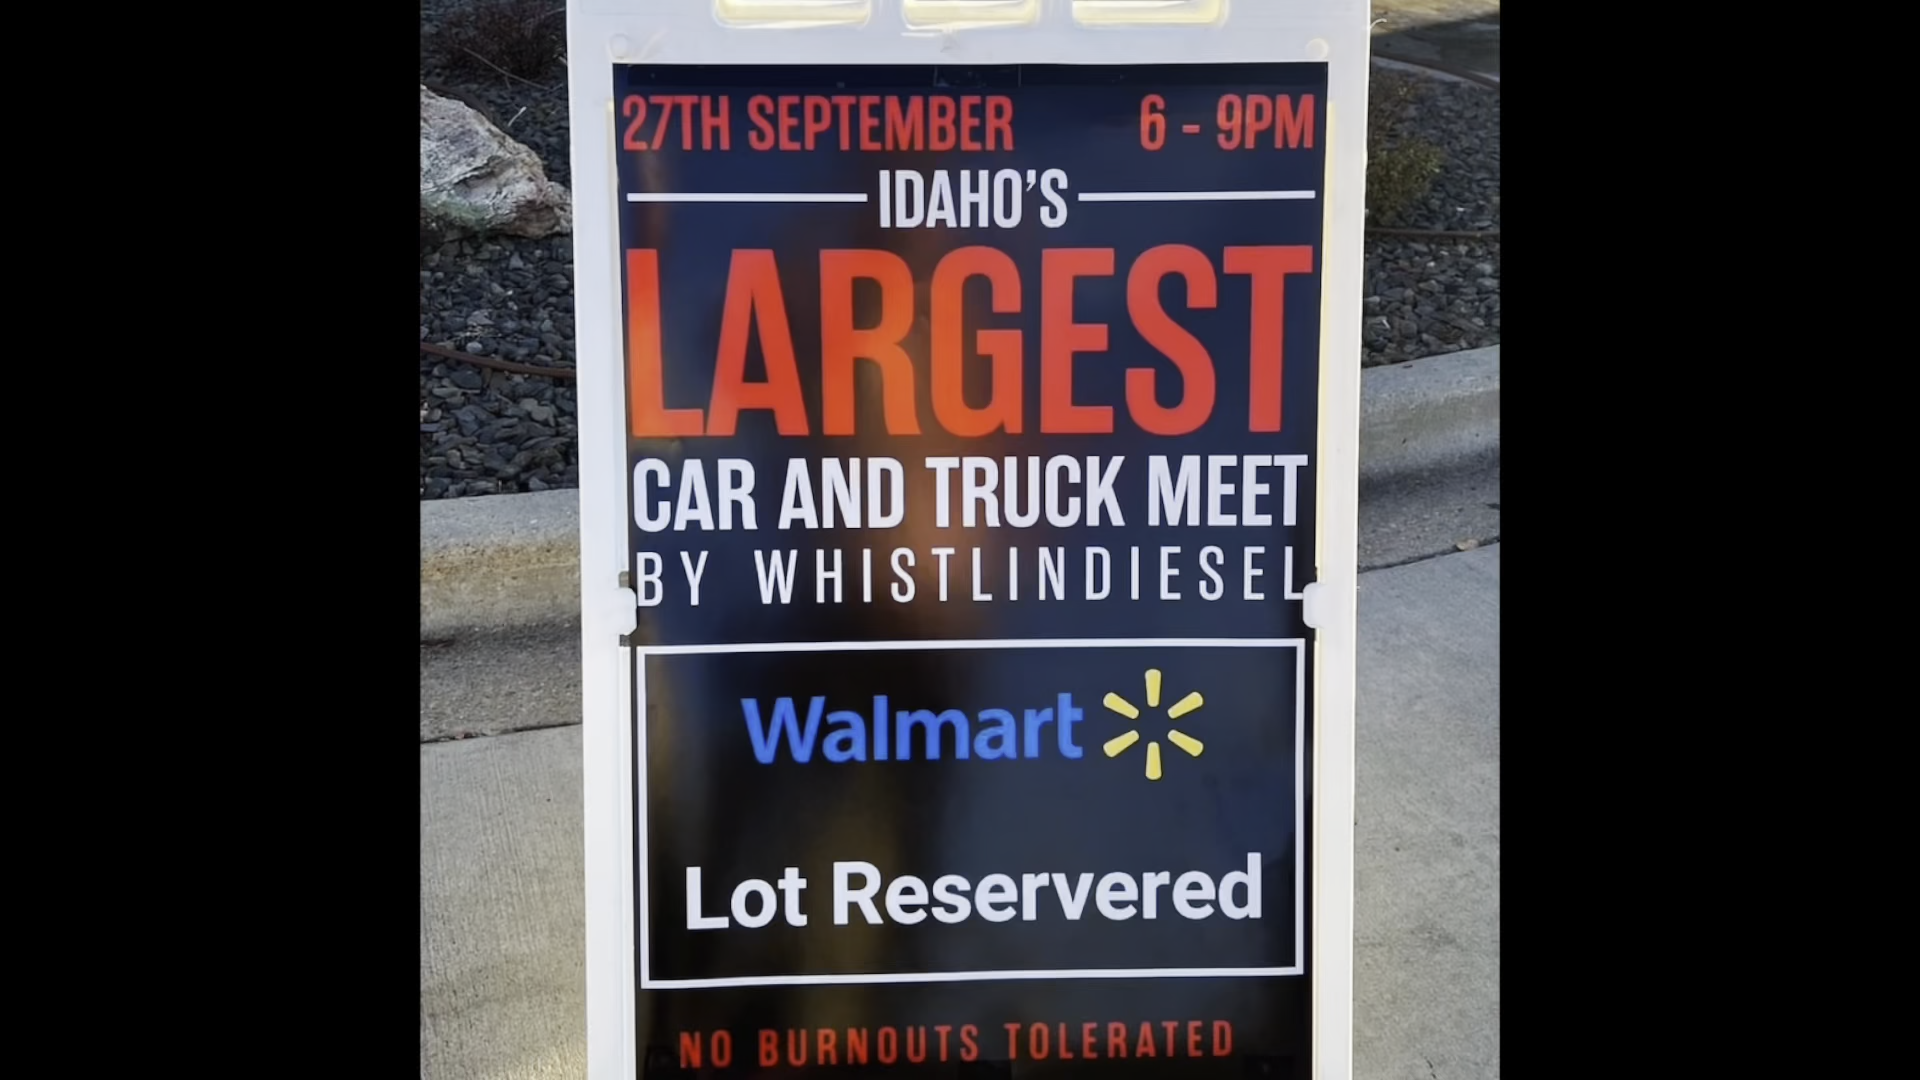 27TH SEPTEMBER 6 - 9PM
IDAHO'S
LARGEST
CAR AND TRUCK MEET
BY WHISTLINDIESEL
Walmart
Lot Reservered
NO BURNOUTS TOLERATED